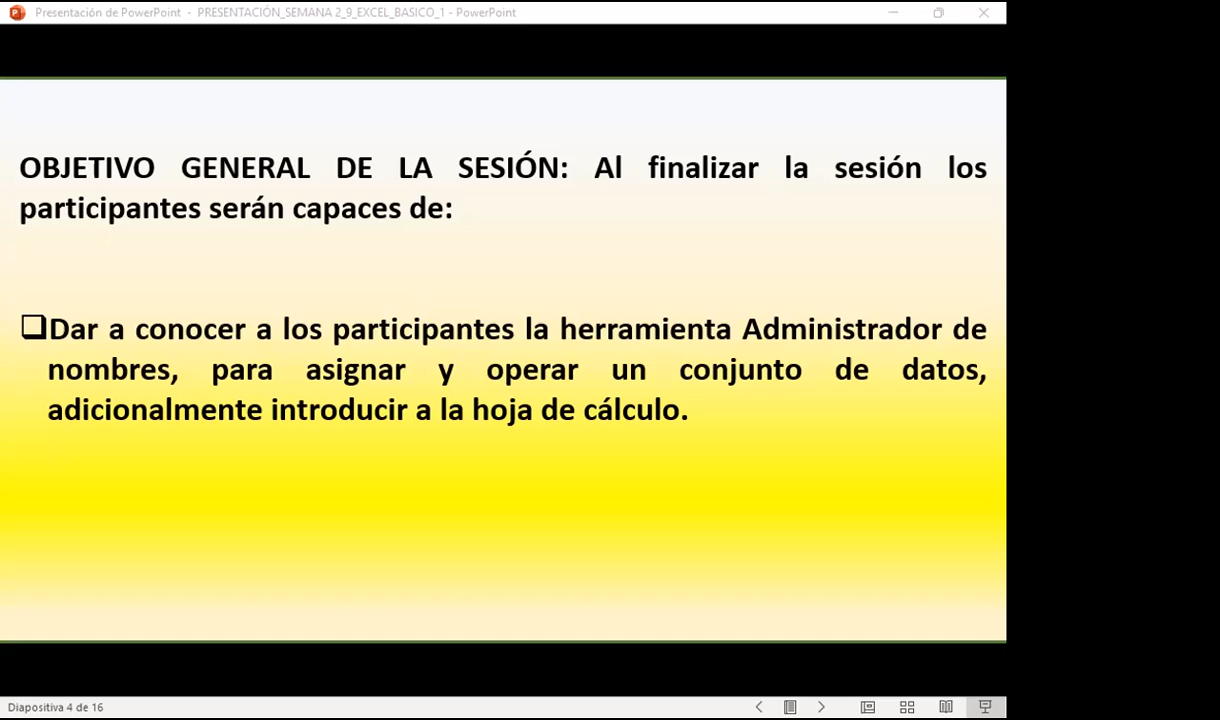 Presentación de PowerPoint - PRESENTACIÓN_SEMANA 2_9_EXCEL_BASICO_1 - PowerPoint
OBJETIVO GENERAL DE LA SESIÓN: Al finalizar la sesión los
participantes serán capaces de:
Dar a conocer a los participantes la herramienta Administrador de
nombres, para asignar y operar un conjunto de datos,
adicionalmente introducir a la hoja de cálculo.
Diapositiva 4 de 16